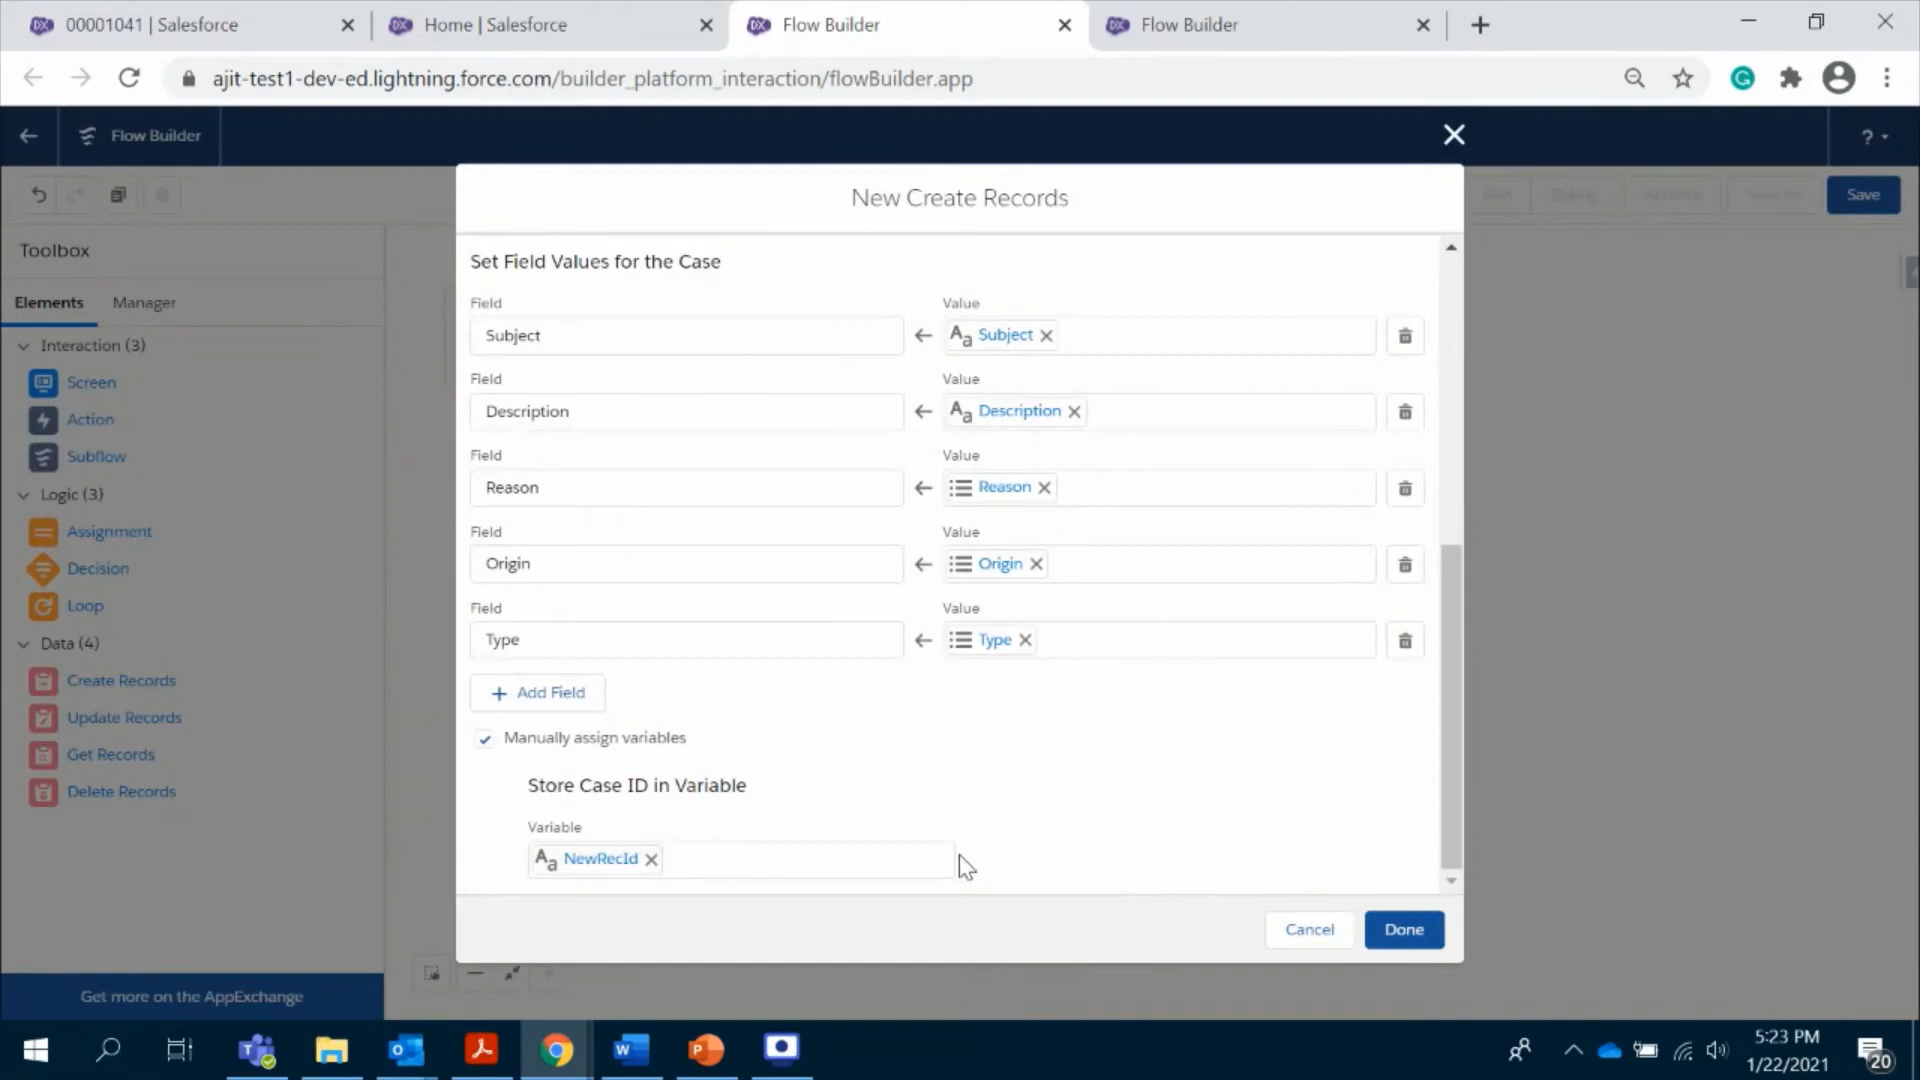 00001041 | Salesforce
Home | Salesforce
Flow Builder
Flow Builder
ajit-test1-dev-ed.lightning.force.com/builder_platform_interaction/flowBuilder.app
Flow Builder
?
New Create Records
Save
Toolbox
Elements
Manager
Interaction (3)
Screen
Action
Subflow
Logic (3)
Assignment
Decision
Loop
Data (4)
Create Records
Update Records
Get Records
Delete Records
Get more on the AppExchange
Set Field Values for the Case
Field
Value
Subject
Aa Subject
Field
Value
Description
Aa Description
Field
Value
Reason
Reason
Field
Value
Origin
Origin
Field
Value
Type
Type
+ Add Field
Manually assign variables
Store Case ID in Variable
Variable
Aa NewRecId
Cancel
Done
5:23 PM
1/22/2021
20